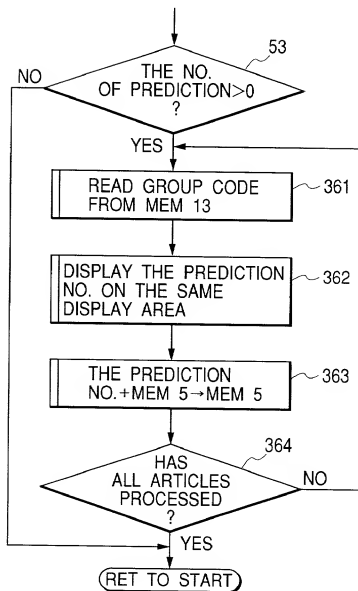 53
NO
THE NO.
OF PREDICTION>0
?
YES
READ GROUP CODE
FROM MEM 13
361
DISPLAY THE PREDICTION
NO. ON THE SAME
DISPLAY AREA
362
THE PREDICTION
NO.+MEM 5→MEM 5
363
364
HAS
ALL ARTICLES
PROCESSED
?
NO
YES
RET TO START